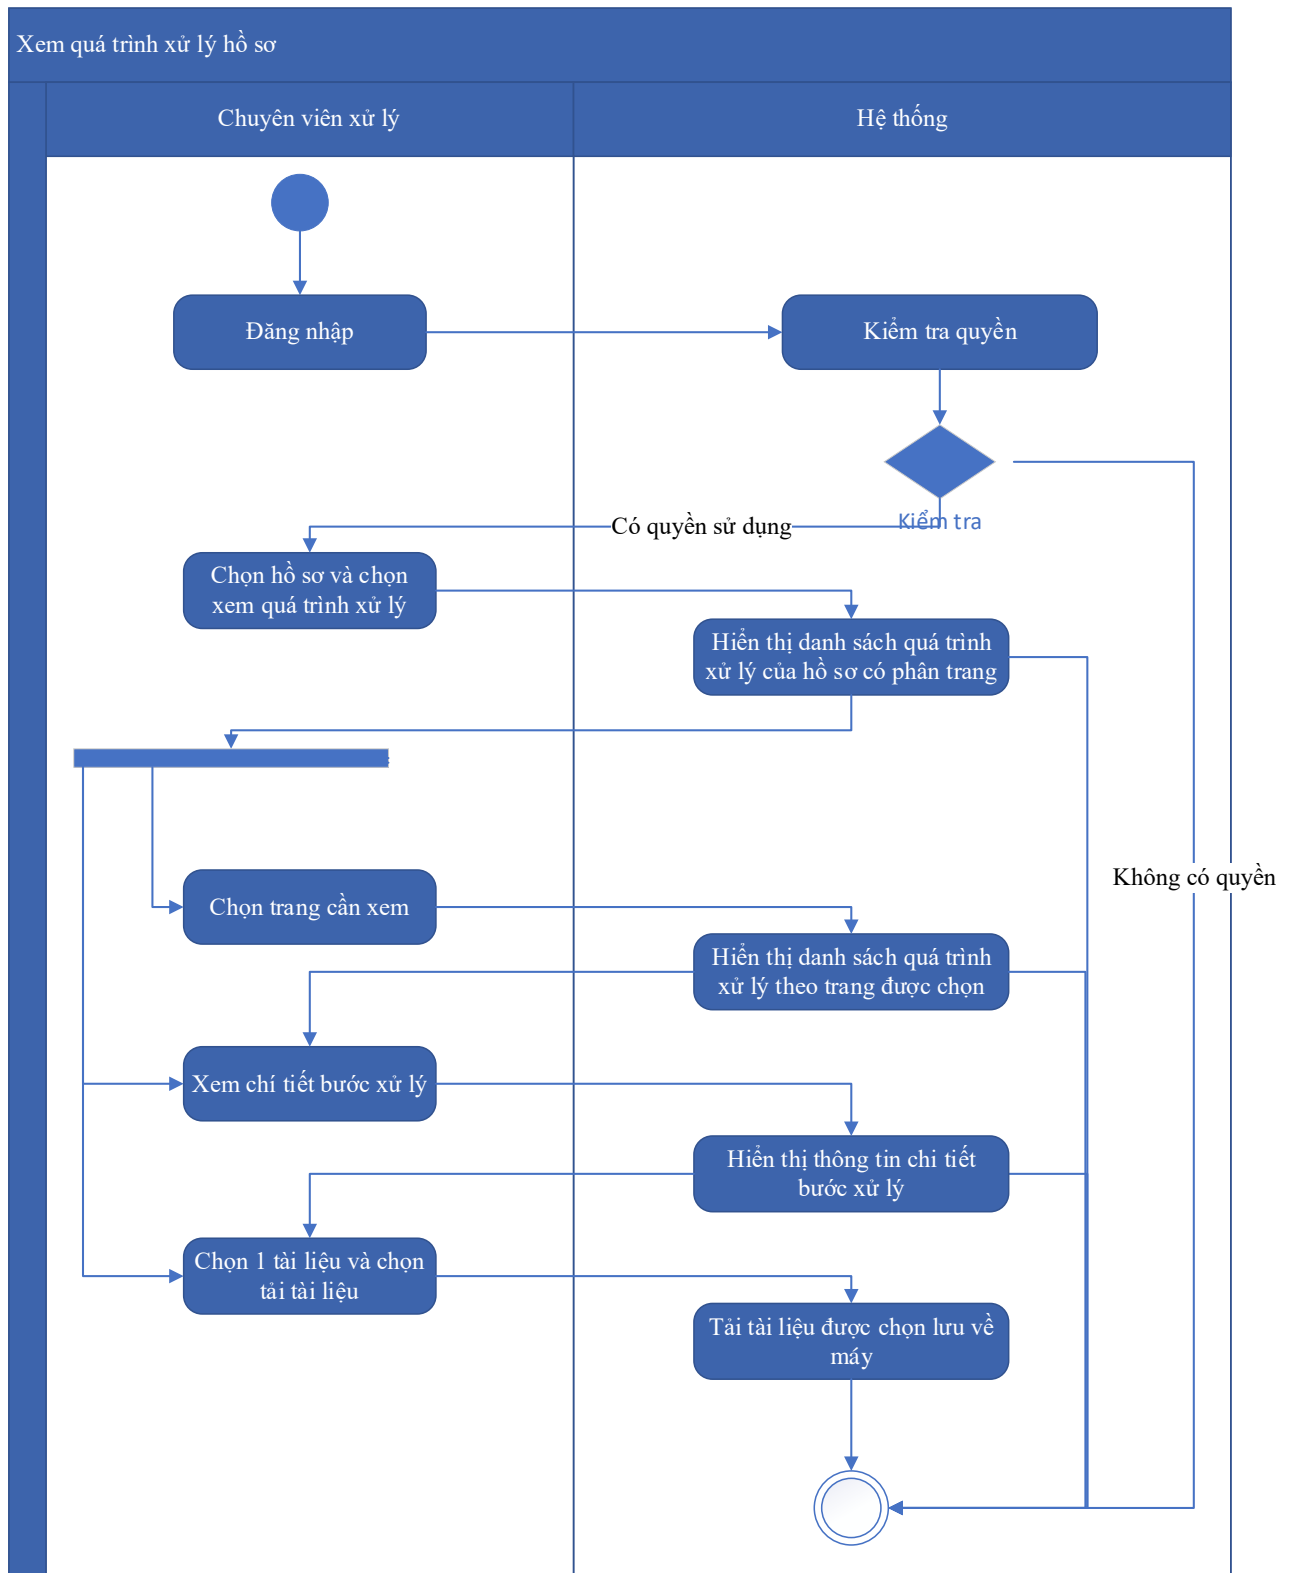 Xem quá trình xử lý hồ sơ
Chuyên viên xử lý
Hệ thống
Đăng nhập
Kiểm tra quyền
Có quyền sử dụng
Kiểm tra
Chọn hồ sơ và chọn
xem quá trình xử lý
Hiển thị danh sách quá trình
xử lý của hồ sơ có phân trang
Không có quyền
Chọn trang cần xem
Hiển thị danh sách quá trình
xử lý theo trang được chọn
Xem chí tiết bước xử lý
Hiển thị thông tin chi tiết
bước xử lý
Chọn 1 tài liệu và chọn
tải tài liệu
Tải tài liệu được chọn lưu về
máy